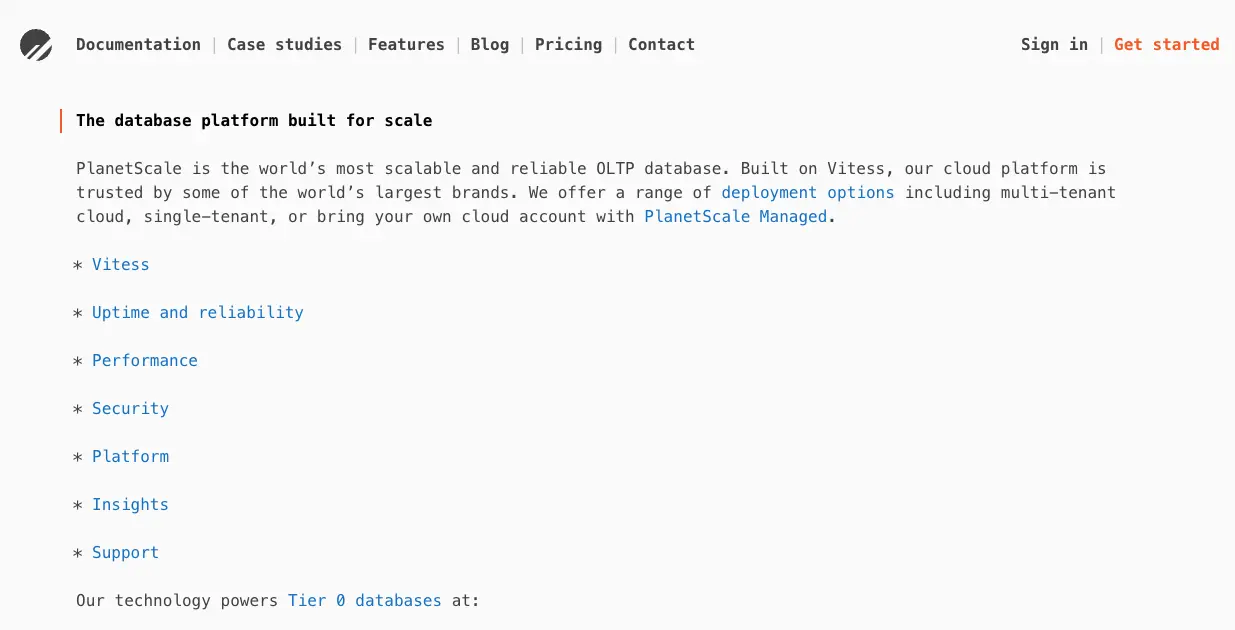 Documentation | Case studies | Features | Blog | Pricing | Contact Sign in | Get started
The database platform built for scale
PlanetScale is the world’s most scalable and reliable OLTP database. Built on Vitess, our cloud platform is
trusted by some of the world’s largest brands. We offer a range of deployment options including multi-tenant
cloud, single-tenant, or bring your own cloud account with PlanetScale Managed.
* Vitess
* Uptime and reliability
* Performance
* Security
* Platform
* Insights
* Support
Our technology powers Tier 0 databases at: